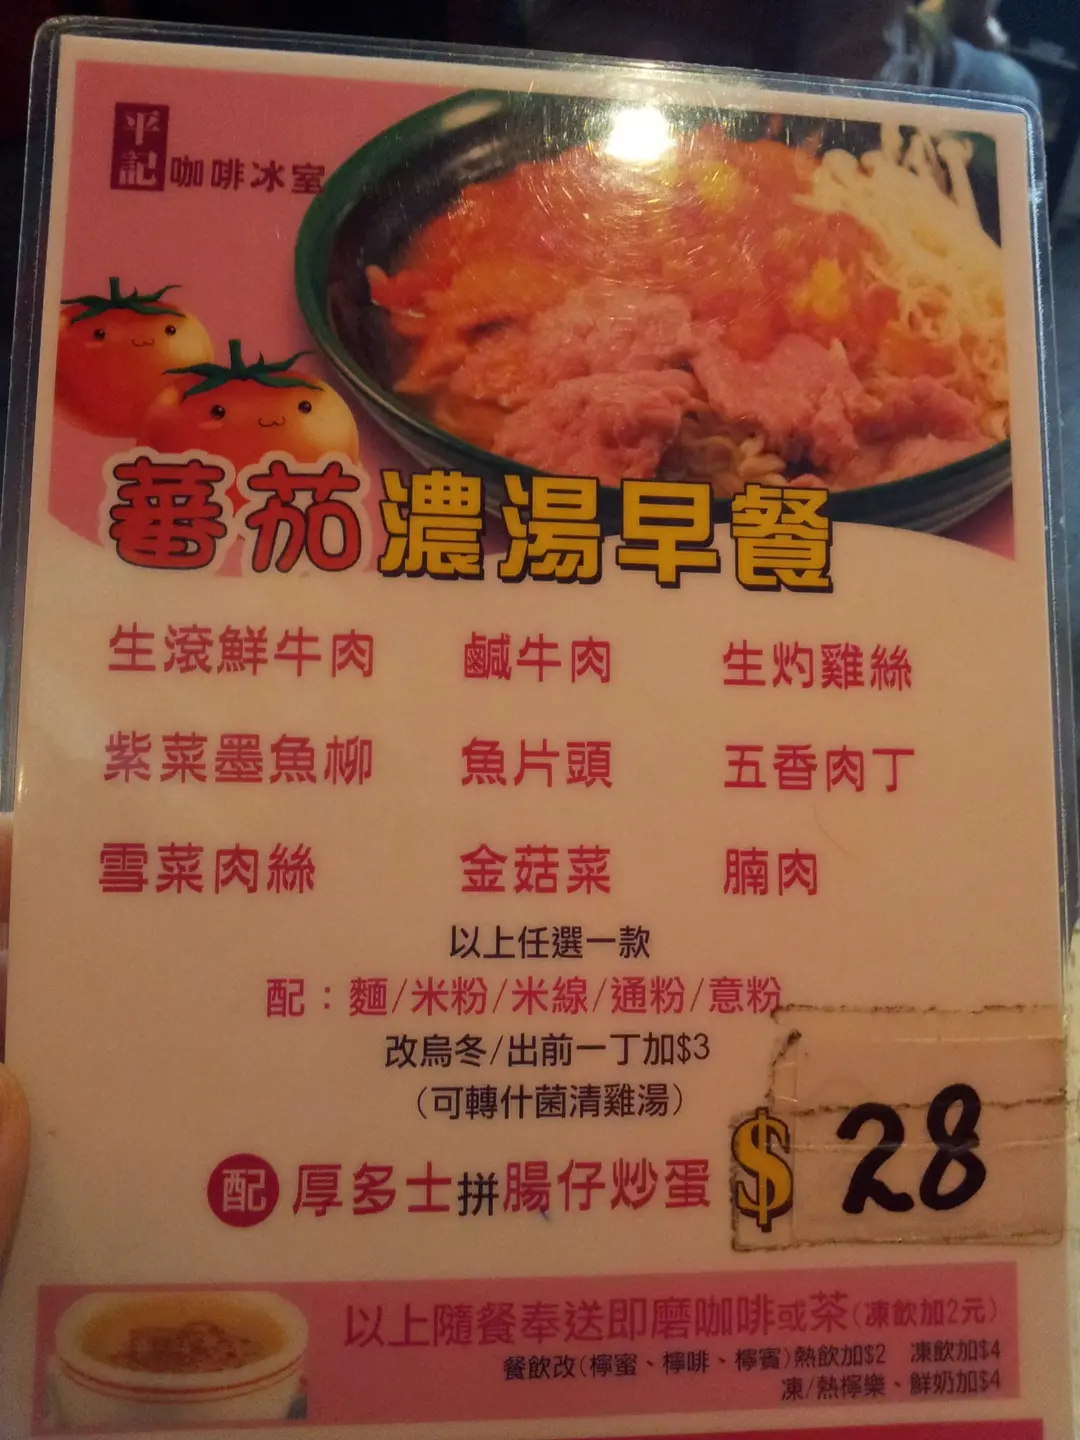 平記
咖啡冰室
蕃茄濃湯早餐
生滾鮮牛肉 鹹牛肉 生灼雞絲
紫菜墨魚柳 魚片頭 五香肉丁
雪菜肉絲 金菇菜 腩肉
以上任選一款
配：麵/米粉/米線/通粉/意粉
改烏冬/出前一丁加$3
（可轉什菌清雞湯）
配 厚多士拼腸仔炒蛋 $ 28
以上隨餐奉送即磨咖啡或茶(凍飲加2元)
餐飲改(檸蜜、檸啡、檸賓)熱飲加$2 凍飲加$4
凍/熱檸樂、鮮奶加$4